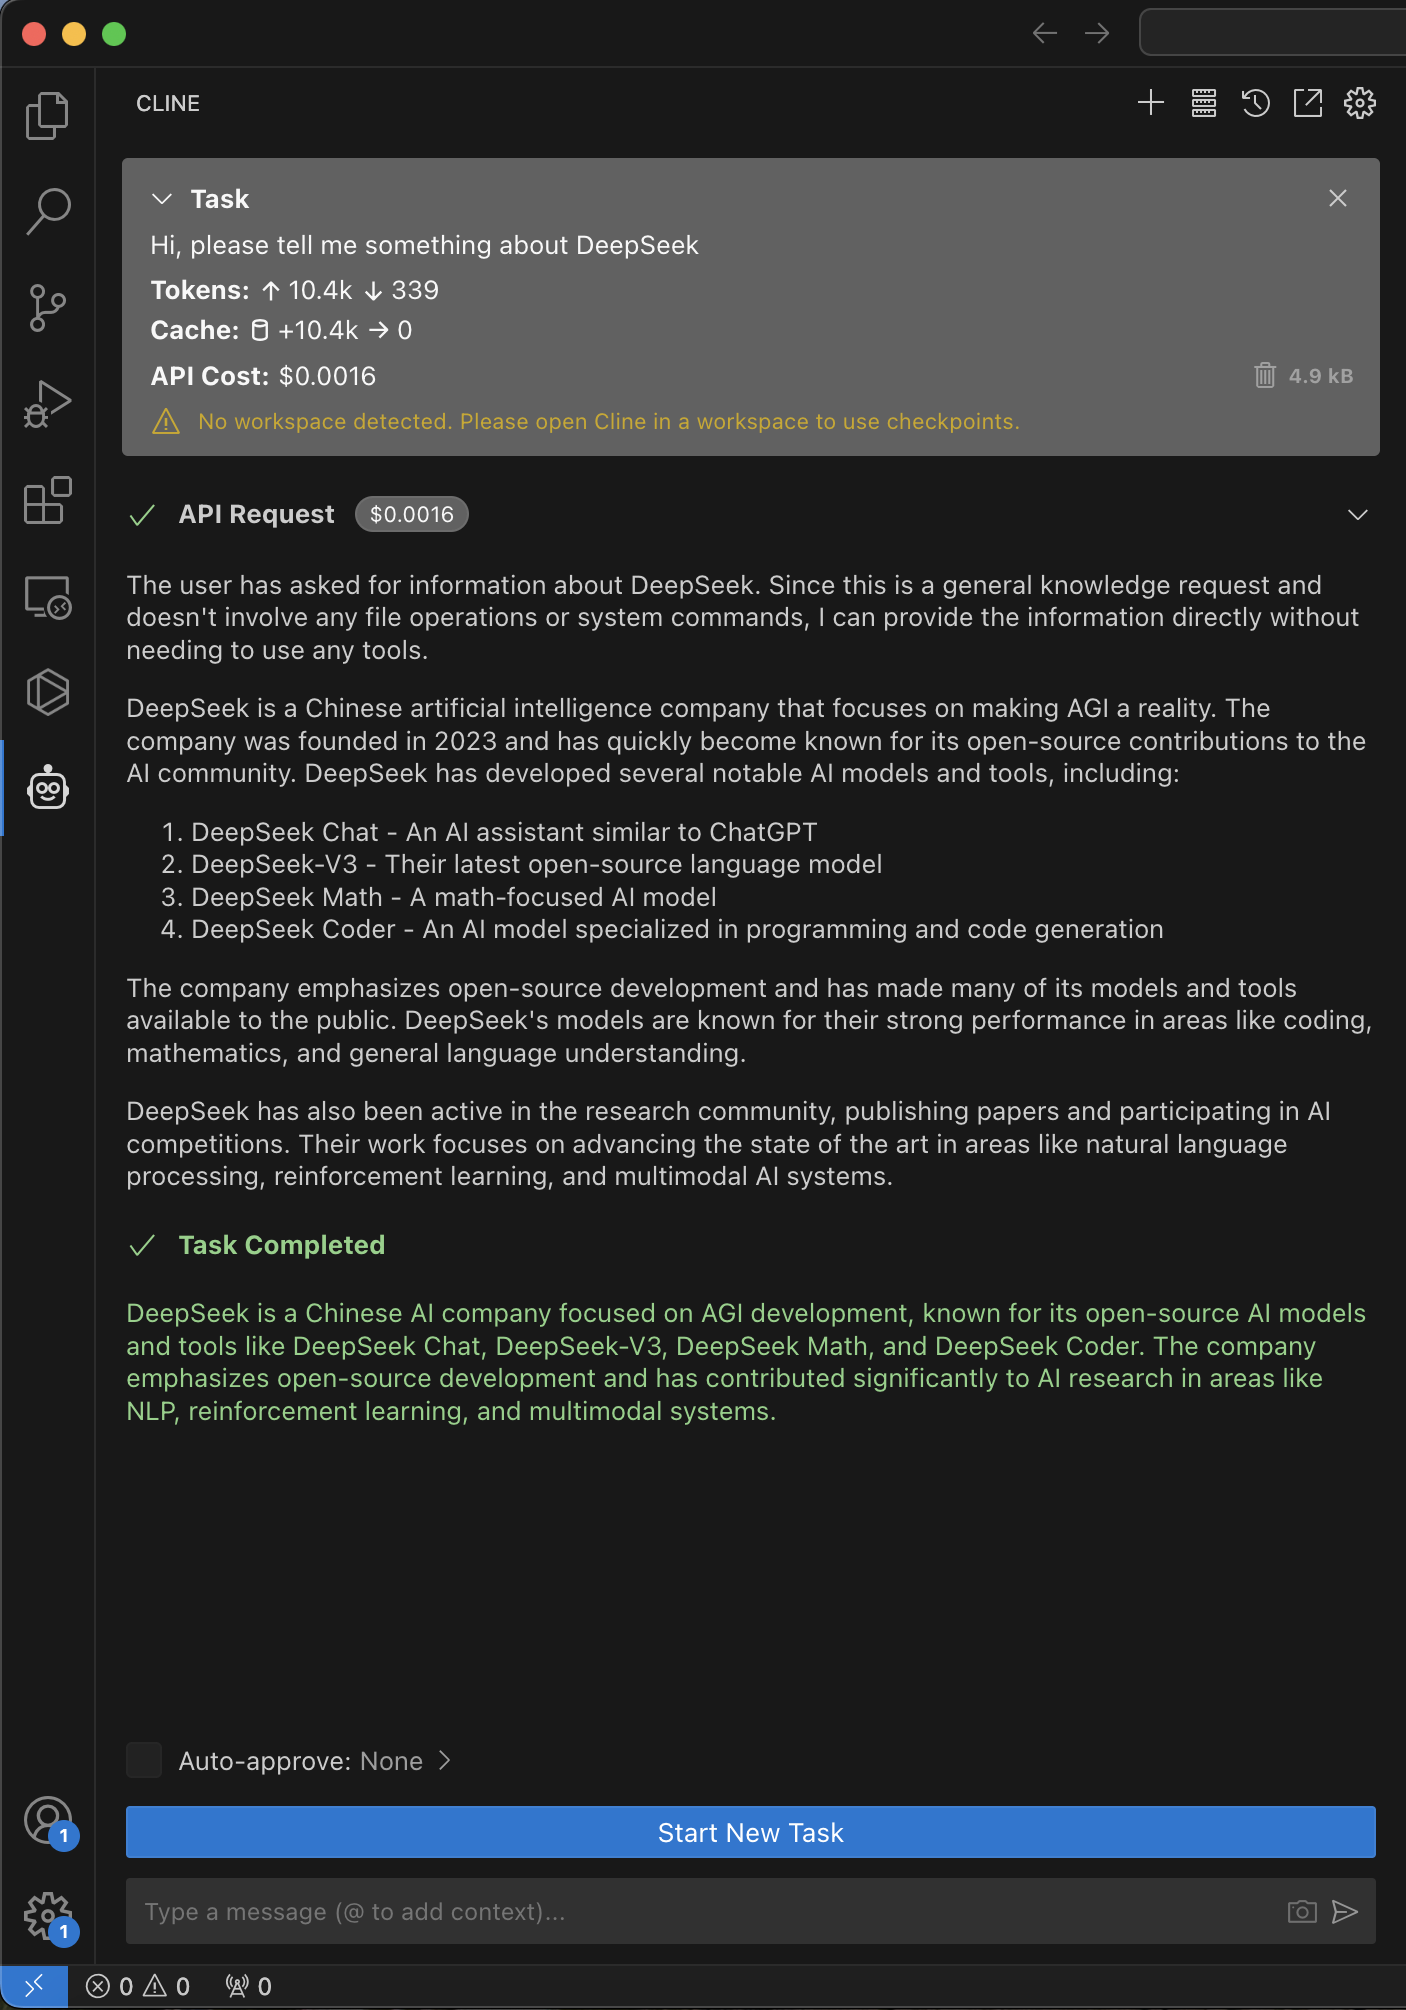 CLINE
Task
Hi, please tell me something about DeepSeek
Tokens: ↑ 10.4k ↓ 339
Cache: +10.4k → 0
API Cost: $0.0016
4.9 kB
No workspace detected. Please open Cline in a workspace to use checkpoints.
API Request $0.0016
The user has asked for information about DeepSeek. Since this is a general knowledge request and
doesn't involve any file operations or system commands, I can provide the information directly without
needing to use any tools.
DeepSeek is a Chinese artificial intelligence company that focuses on making AGI a reality. The
company was founded in 2023 and has quickly become known for its open-source contributions to the
AI community. DeepSeek has developed several notable AI models and tools, including:
1. DeepSeek Chat - An AI assistant similar to ChatGPT
2. DeepSeek-V3 - Their latest open-source language model
3. DeepSeek Math - A math-focused AI model
4. DeepSeek Coder - An AI model specialized in programming and code generation
The company emphasizes open-source development and has made many of its models and tools
available to the public. DeepSeek's models are known for their strong performance in areas like coding,
mathematics, and general language understanding.
DeepSeek has also been active in the research community, publishing papers and participating in AI
competitions. Their work focuses on advancing the state of the art in areas like natural language
processing, reinforcement learning, and multimodal AI systems.
Task Completed
DeepSeek is a Chinese AI company focused on AGI development, known for its open-source AI models
and tools like DeepSeek Chat, DeepSeek-V3, DeepSeek Math, and DeepSeek Coder. The company
emphasizes open-source development and has contributed significantly to AI research in areas like
NLP, reinforcement learning, and multimodal systems.
Auto-approve: None
1
Start New Task
Type a message (@ to add context)...
1
0 0 0